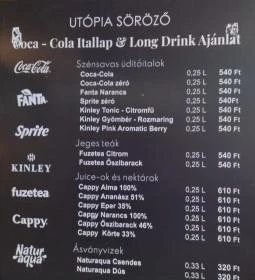 UTÓPIA SÖRÖZŐ
Coca - Cola Itallap & Long Drink Ajánlat
Coca-Cola
FANTA
Sprite
KINLEY
fuzetea
Cappy
Natur aqua
Szénsavas üdítőitalok
Coca-Cola 0,25 L 540 Ft
Coca-Cola zéró 0,25 L 540 Ft
Fanta Narancs 0,25 L 540 Ft
Sprite zéró 0,25 L 540Ft
Kinley Tonic - Citromfű 0,25 L 540 Ft
Kinley Gyömbér - Rozmaring 0,25 L 540 Ft
Kinley Pink Aromatic Berry 0,25 L 540 Ft
Jeges teák
Fuzetea Citrom 0,25 L 540 Ft
Fuzetea Őszibarack 0,25 L 540 Ft
Juice-ok és nektárok
Cappy Alma 100% 0,25 L 610 Ft
Cappy Ananász 51% 0,25 L 610 Ft
Cappy Eper 35% 0,25 L 610 Ft
Cappy Narancs 100% 0,25 L 610 Ft
Cappy Őszibarack 46% 0,25 L 610 Ft
Cappy Körte 33% 0,25 L 610 Ft
Ásványvizek
Naturaqua Csendes 0,33 L 320 Ft
Naturaqua Dús 0,33 L 320 Ft